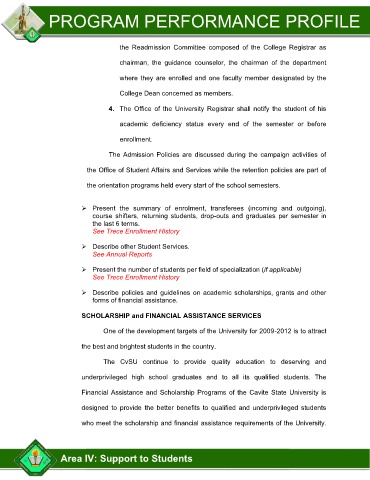 PROGRAM PERFORMANCE PROFILE
the Readmission Committee composed of the College Registrar as
chairman, the guidance counselor, the chairman of the department
where they are enrolled and one faculty member designated by the
College Dean concerned as members.
4. The Office of the University Registrar shall notify the student of his
academic deficiency status every end of the semester or before
enrollment.
The Admission Policies are discussed during the campaign activities of
the Office of Student Affairs and Services while the retention policies are part of
the orientation programs held every start of the school semesters.
➢ Present the summary of enrolment, transferees (incoming and outgoing),
course shifters, returning students, drop-outs and graduates per semester in
the last 6 terms.
See Trece Enrollment History
➢ Describe other Student Services.
See Annual Reports
➢ Present the number of students per field of specialization (if applicable)
See Trece Enrollment History
➢ Describe policies and guidelines on academic scholarships, grants and other
forms of financial assistance.
SCHOLARSHIP and FINANCIAL ASSISTANCE SERVICES
One of the development targets of the University for 2009-2012 is to attract
the best and brightest students in the country.
The CvSU continue to provide quality education to deserving and
underprivileged high school graduates and to all its qualified students. The
Financial Assistance and Scholarship Programs of the Cavite State University is
designed to provide the better benefits to qualified and underprivileged students
who meet the scholarship and financial assistance requirements of the University.
Area IV: Support to Students